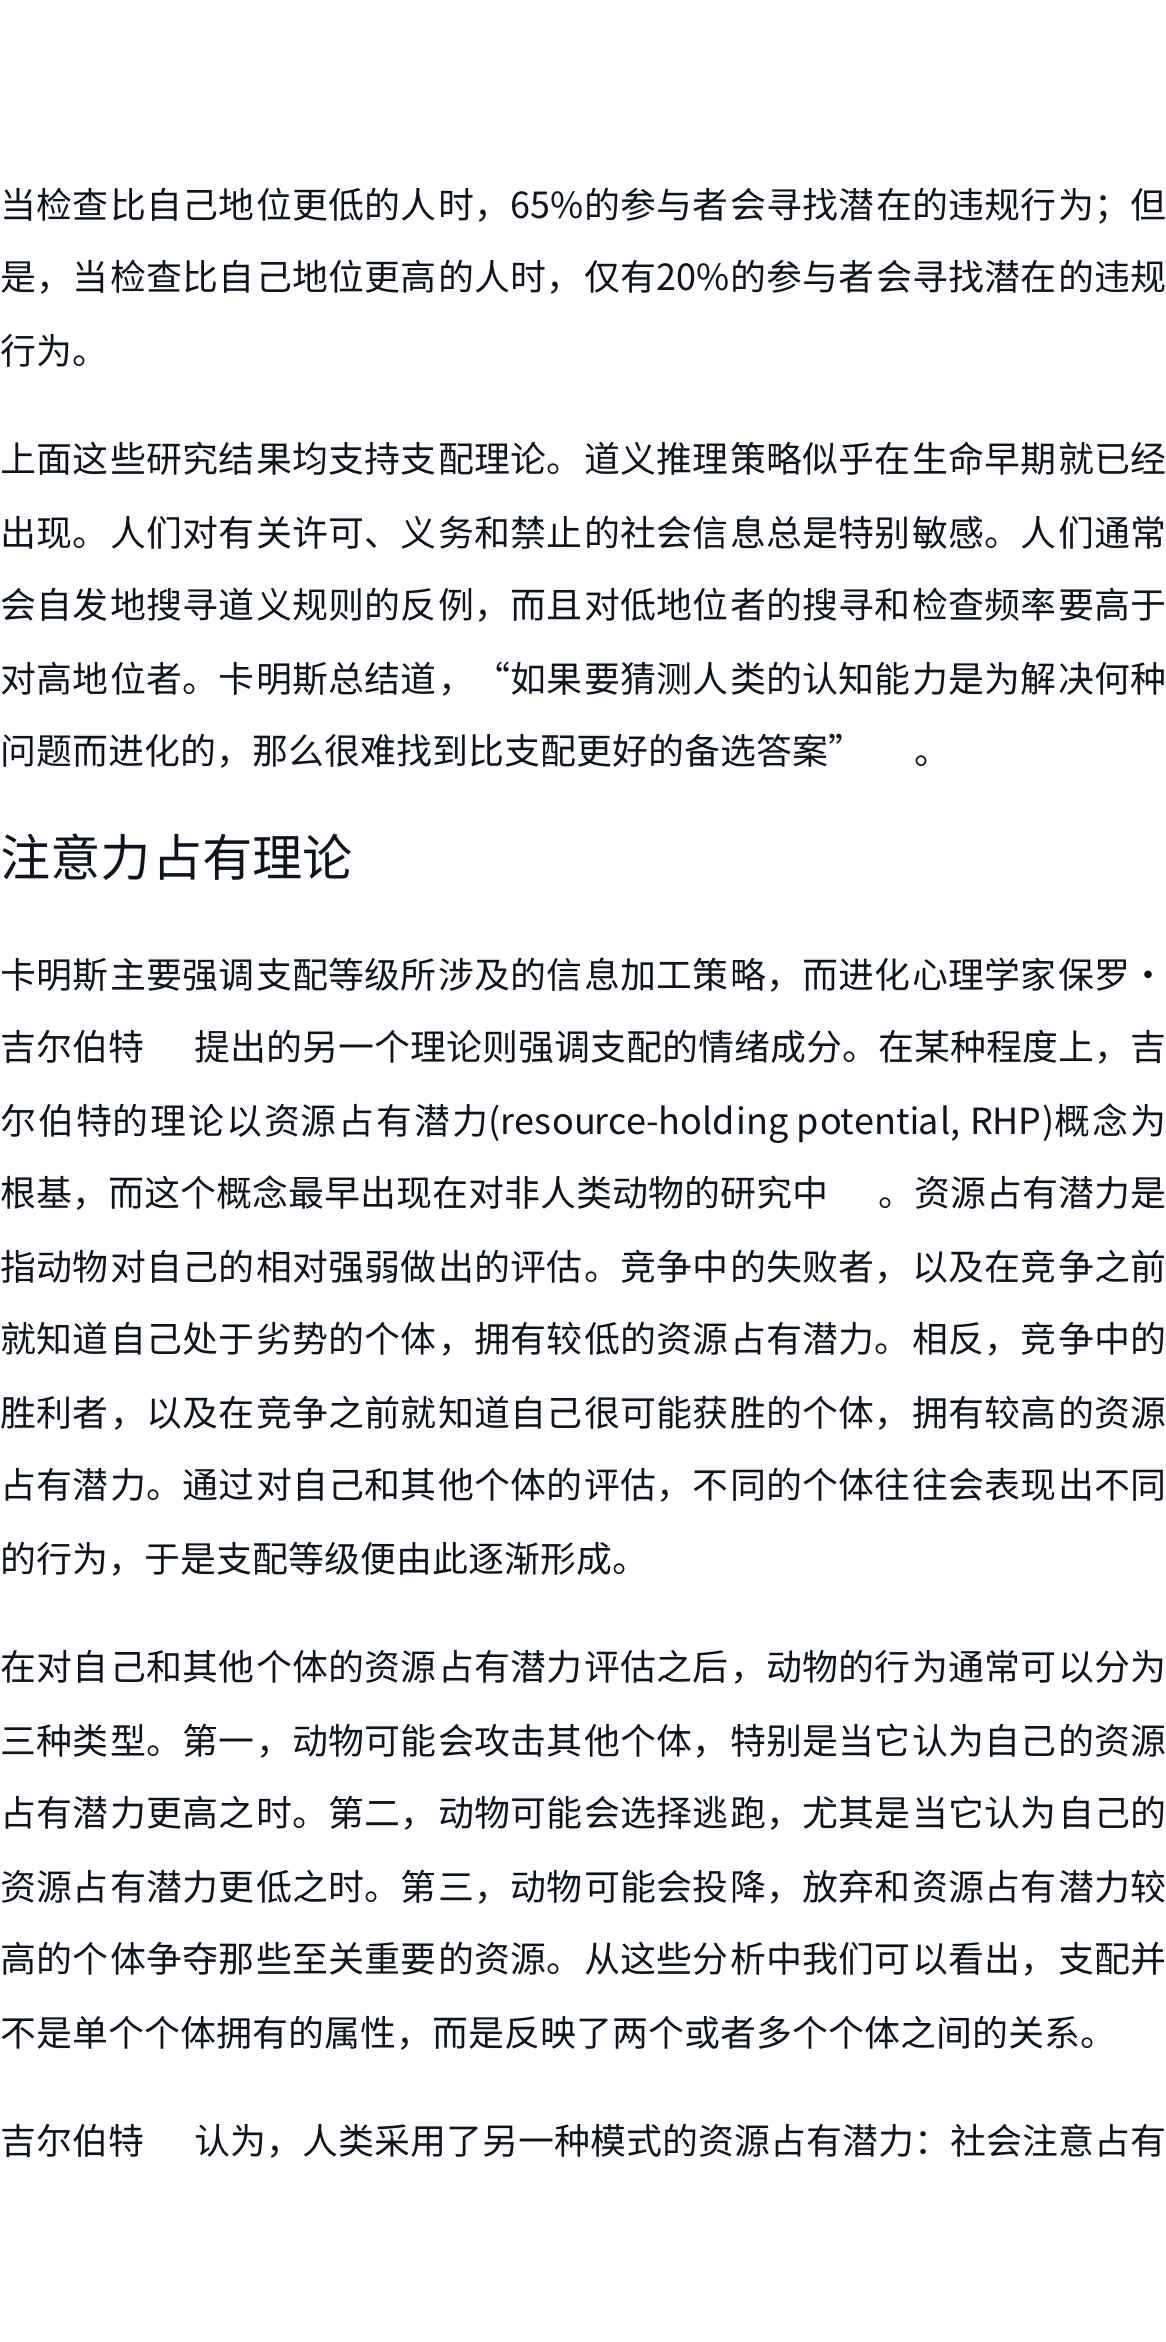 当检查比自己地位更低的人时，65%的参与者会寻找潜在的违规行为；但
是，当检查比自己地位更高的人时，仅有20%的参与者会寻找潜在的违规
行为。
上面这些研究结果均支持支配理论。道义推理策略似乎在生命早期就已经
出现。人们对有关许可、义务和禁止的社会信息总是特别敏感。人们通常
会自发地搜寻道义规则的反例，而且对低地位者的搜寻和检查频率要高于
对高地位者。卡明斯总结道，“如果要猜测人类的认知能力是为解决何种
问题而进化的，那么很难找到比支配更好的备选答案” 。
注意力占有理论
卡明斯主要强调支配等级所涉及的信息加工策略，而进化心理学家保罗·
吉尔伯特 提出的另一个理论则强调支配的情绪成分。在某种程度上，吉
尔伯特的理论以资源占有潜力(resource-holding potential, RHP)概念为
根基，而这个概念最早出现在对非人类动物的研究中 。资源占有潜力是
指动物对自己的相对强弱做出的评估。竞争中的失败者，以及在竞争之前
就知道自己处于劣势的个体，拥有较低的资源占有潜力。相反，竞争中的
胜利者，以及在竞争之前就知道自己很可能获胜的个体，拥有较高的资源
占有潜力。通过对自己和其他个体的评估，不同的个体往往会表现出不同
的行为，于是支配等级便由此逐渐形成。
在对自己和其他个体的资源占有潜力评估之后，动物的行为通常可以分为
三种类型。第一，动物可能会攻击其他个体，特别是当它认为自己的资源
占有潜力更高之时。第二，动物可能会选择逃跑，尤其是当它认为自己的
资源占有潜力更低之时。第三，动物可能会投降，放弃和资源占有潜力较
高的个体争夺那些至关重要的资源。从这些分析中我们可以看出，支配并
不是单个个体拥有的属性，而是反映了两个或者多个个体之间的关系。
吉尔伯特 认为，人类采用了另一种模式的资源占有潜力：社会注意占有